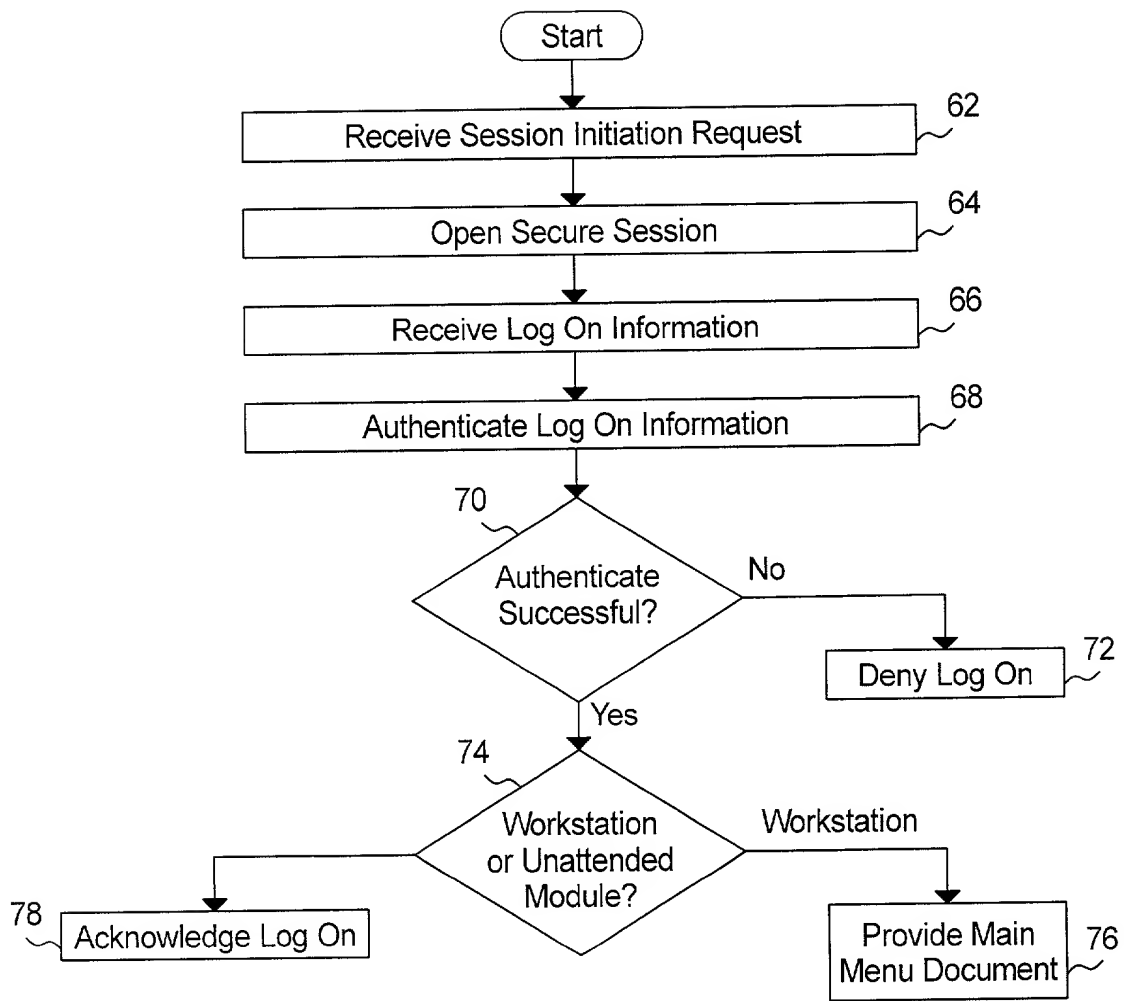 Start
62
Receive Session Initiation Request
64
Open Secure Session
66
Receive Log On Information
68
Authenticate Log On Information
70
Authenticate
Successful?
No
72
Deny Log On
Yes
74
Workstation
or Unattended
Module?
Workstation
78
Acknowledge Log On
Provide Main
Menu Document
76